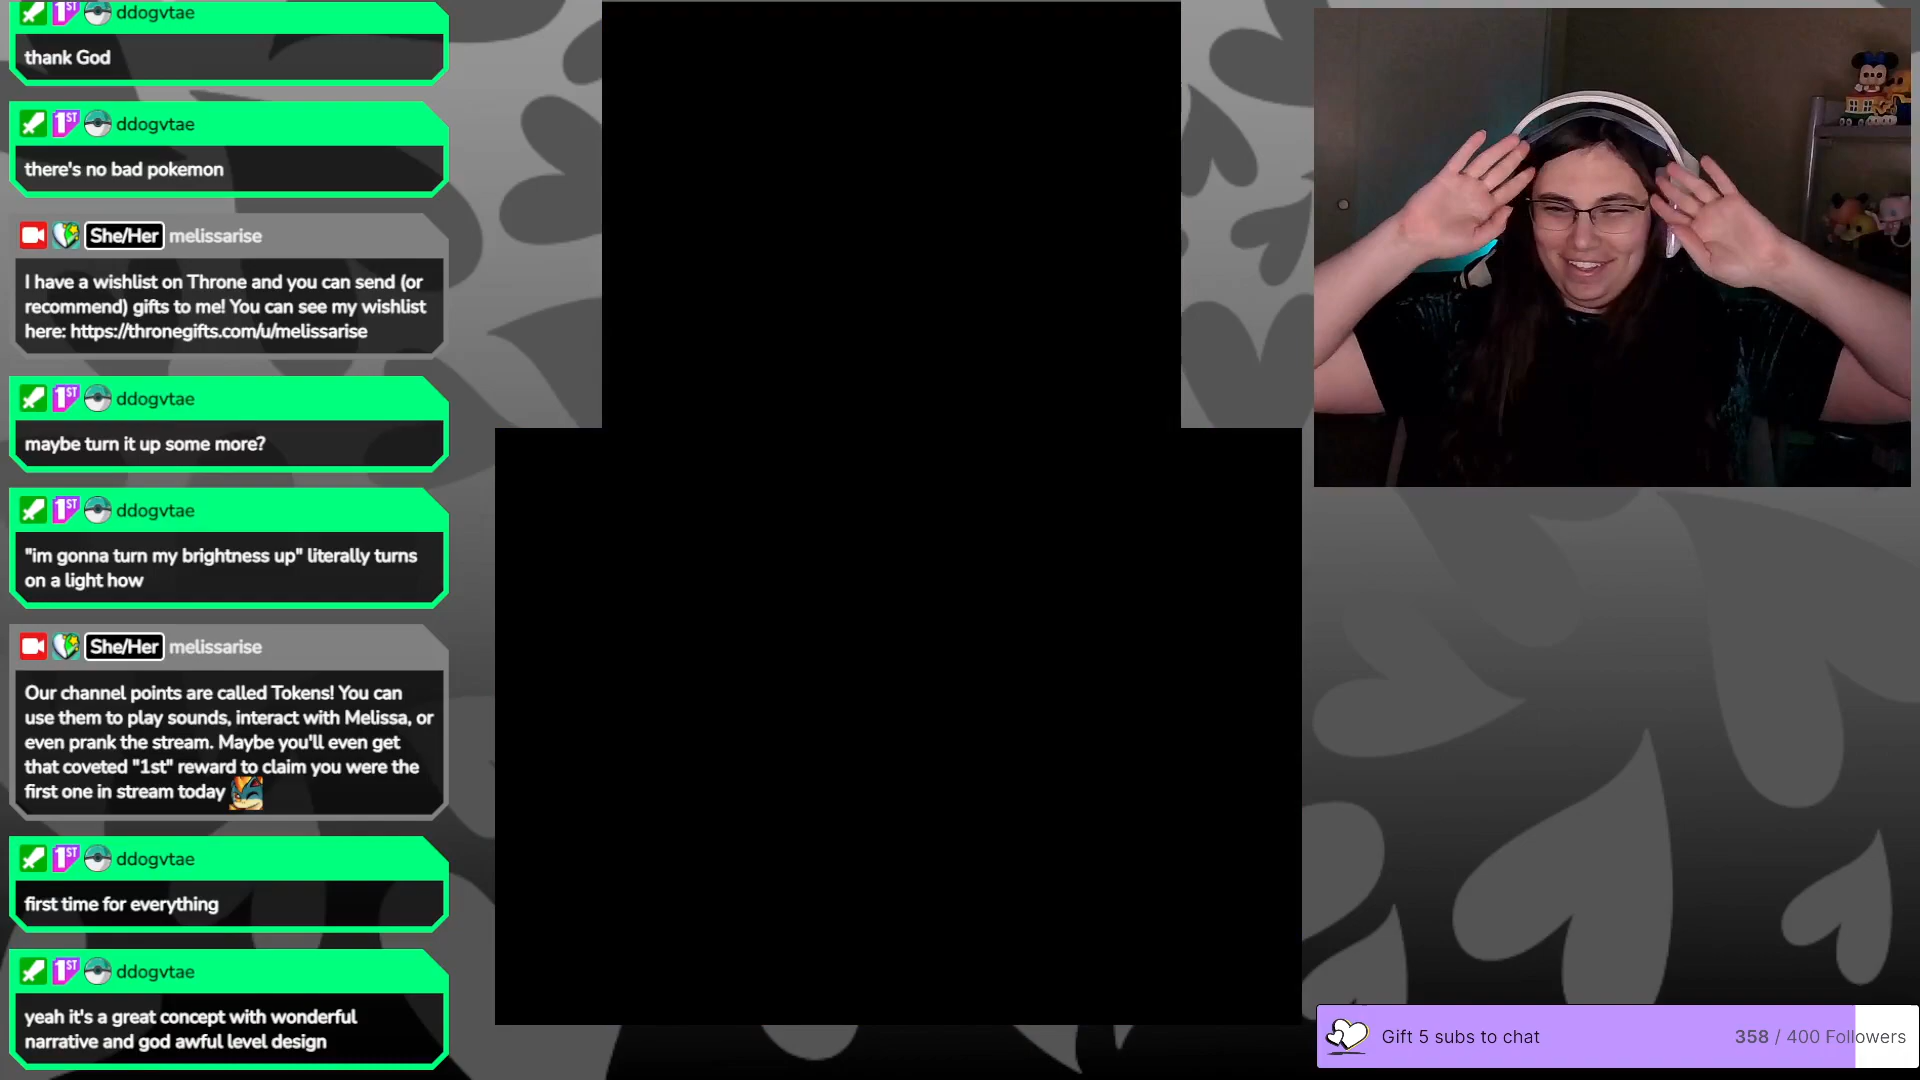 1ST ddogvtae
thank God
1ST ddogvtae
there's no bad pokemon
She/Her melissarise
I have a wishlist on Throne and you can send (or
recommend) gifts to me! You can see my wishlist
here: https://thronegifts.com/u/melissarise
1ST ddogvtae
maybe turn it up some more?
1ST ddogvtae
"im gonna turn my brightness up" literally turns
on a light how
She/Her melissarise
Our channel points are called Tokens! You can
use them to play sounds, interact with Melissa, or
even prank the stream. Maybe you'll even get
that coveted "1st" reward to claim you were the
first one in stream today
1ST ddogvtae
first time for everything
1ST ddogvtae
yeah it's a great concept with wonderful
narrative and god awful level design
Gift 5 subs to chat 358 / 400 Followers